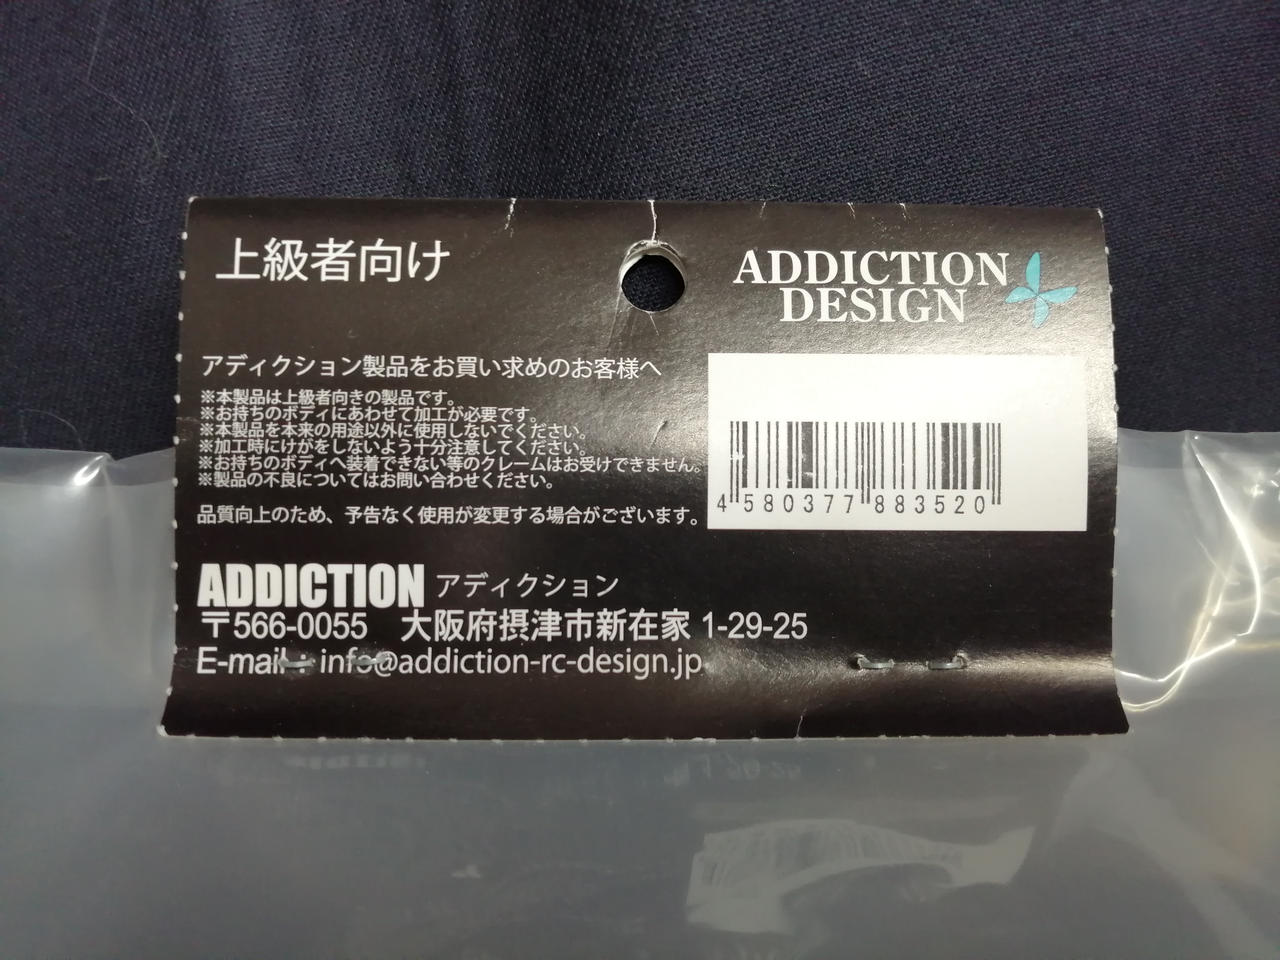 上級者向け
ADDICTION
DESIGN
アディクション製品をお買い求めのお客様へ
※本製品は上級者向きの製品です。
※お持ちのボディにあわせて加工が必要です。
※本製品を本来の用途以外に使用しないでください。
※加工時にけがをしないよう十分注意してください。
※お持ちのボディへ装着できない等のクレームはお受けできません。
※製品の不良についてはお問い合わせください。
品質向上のため、予告なく使用が変更する場合がございます。
4 580377 883520
ADDICTION アディクション
〒566-0055 大阪府摂津市新在家 1-29-25
E-mail : info@addiction-rc-design.jp